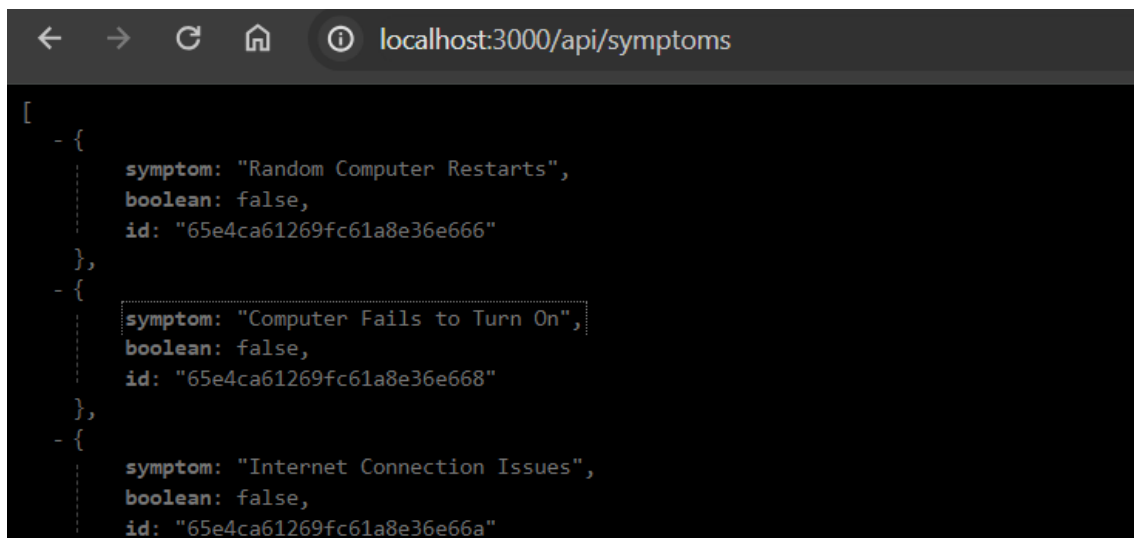 localhost:3000/api/symptoms
[
- {
symptom: "Random Computer Restarts",
boolean: false,
id: "65e4ca61269fc61a8e36e666"
},
- {
symptom: "Computer Fails to Turn On",
boolean: false,
id: "65e4ca61269fc61a8e36e668"
},
- {
symptom: "Internet Connection Issues",
boolean: false,
id: "65e4ca61269fc61a8e36e66a"